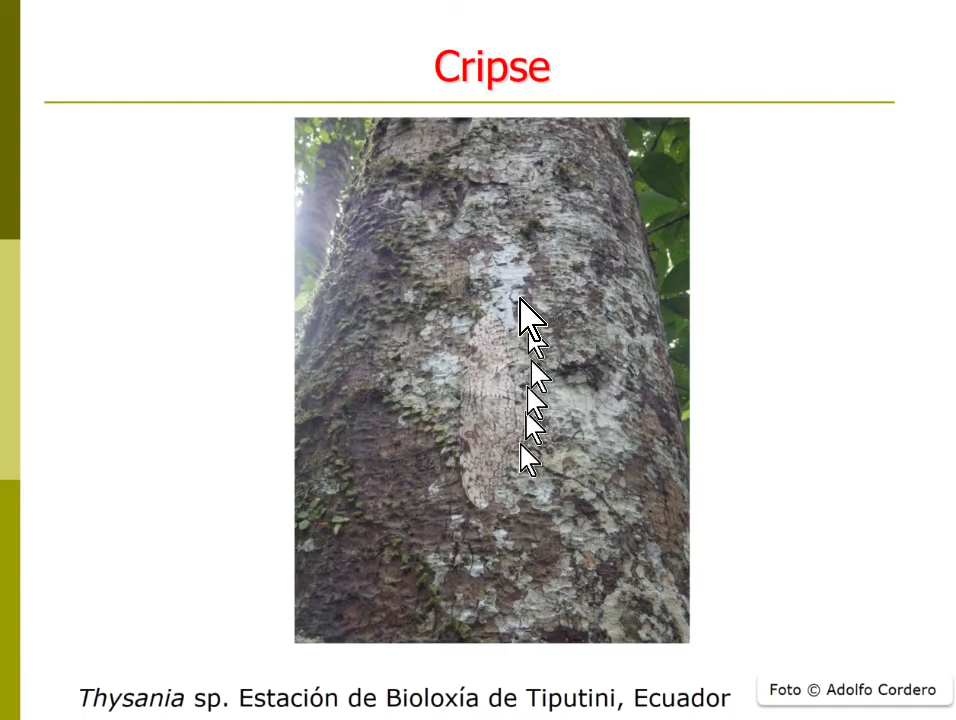 Cripse
Thysania sp. Estación de Bioloxía de Tiputini, Ecuador
Foto © Adolfo Cordero